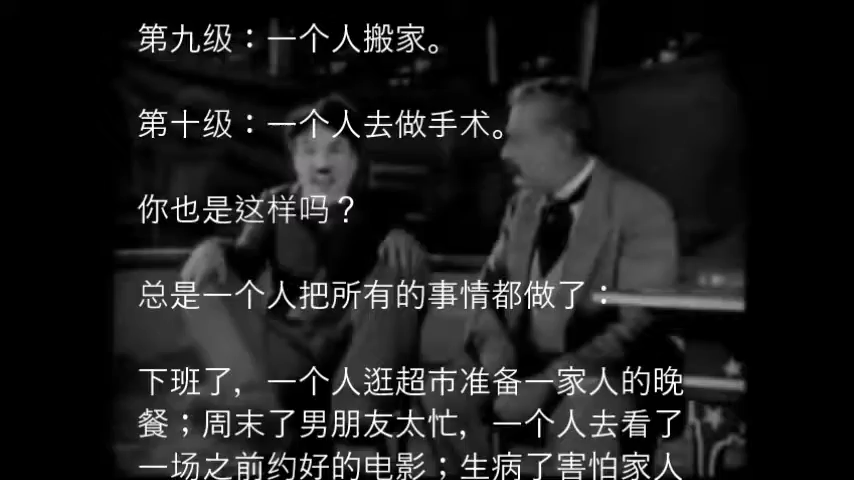 第九级：一个人搬家。
第十级：一个人去做手术。
你也是这样吗？
总是一个人把所有的事情都做了：
下班了，一个人逛超市准备一家人的晚
餐；周末了男朋友太忙，一个人去看了
一场之前约好的电影；生病了害怕家人